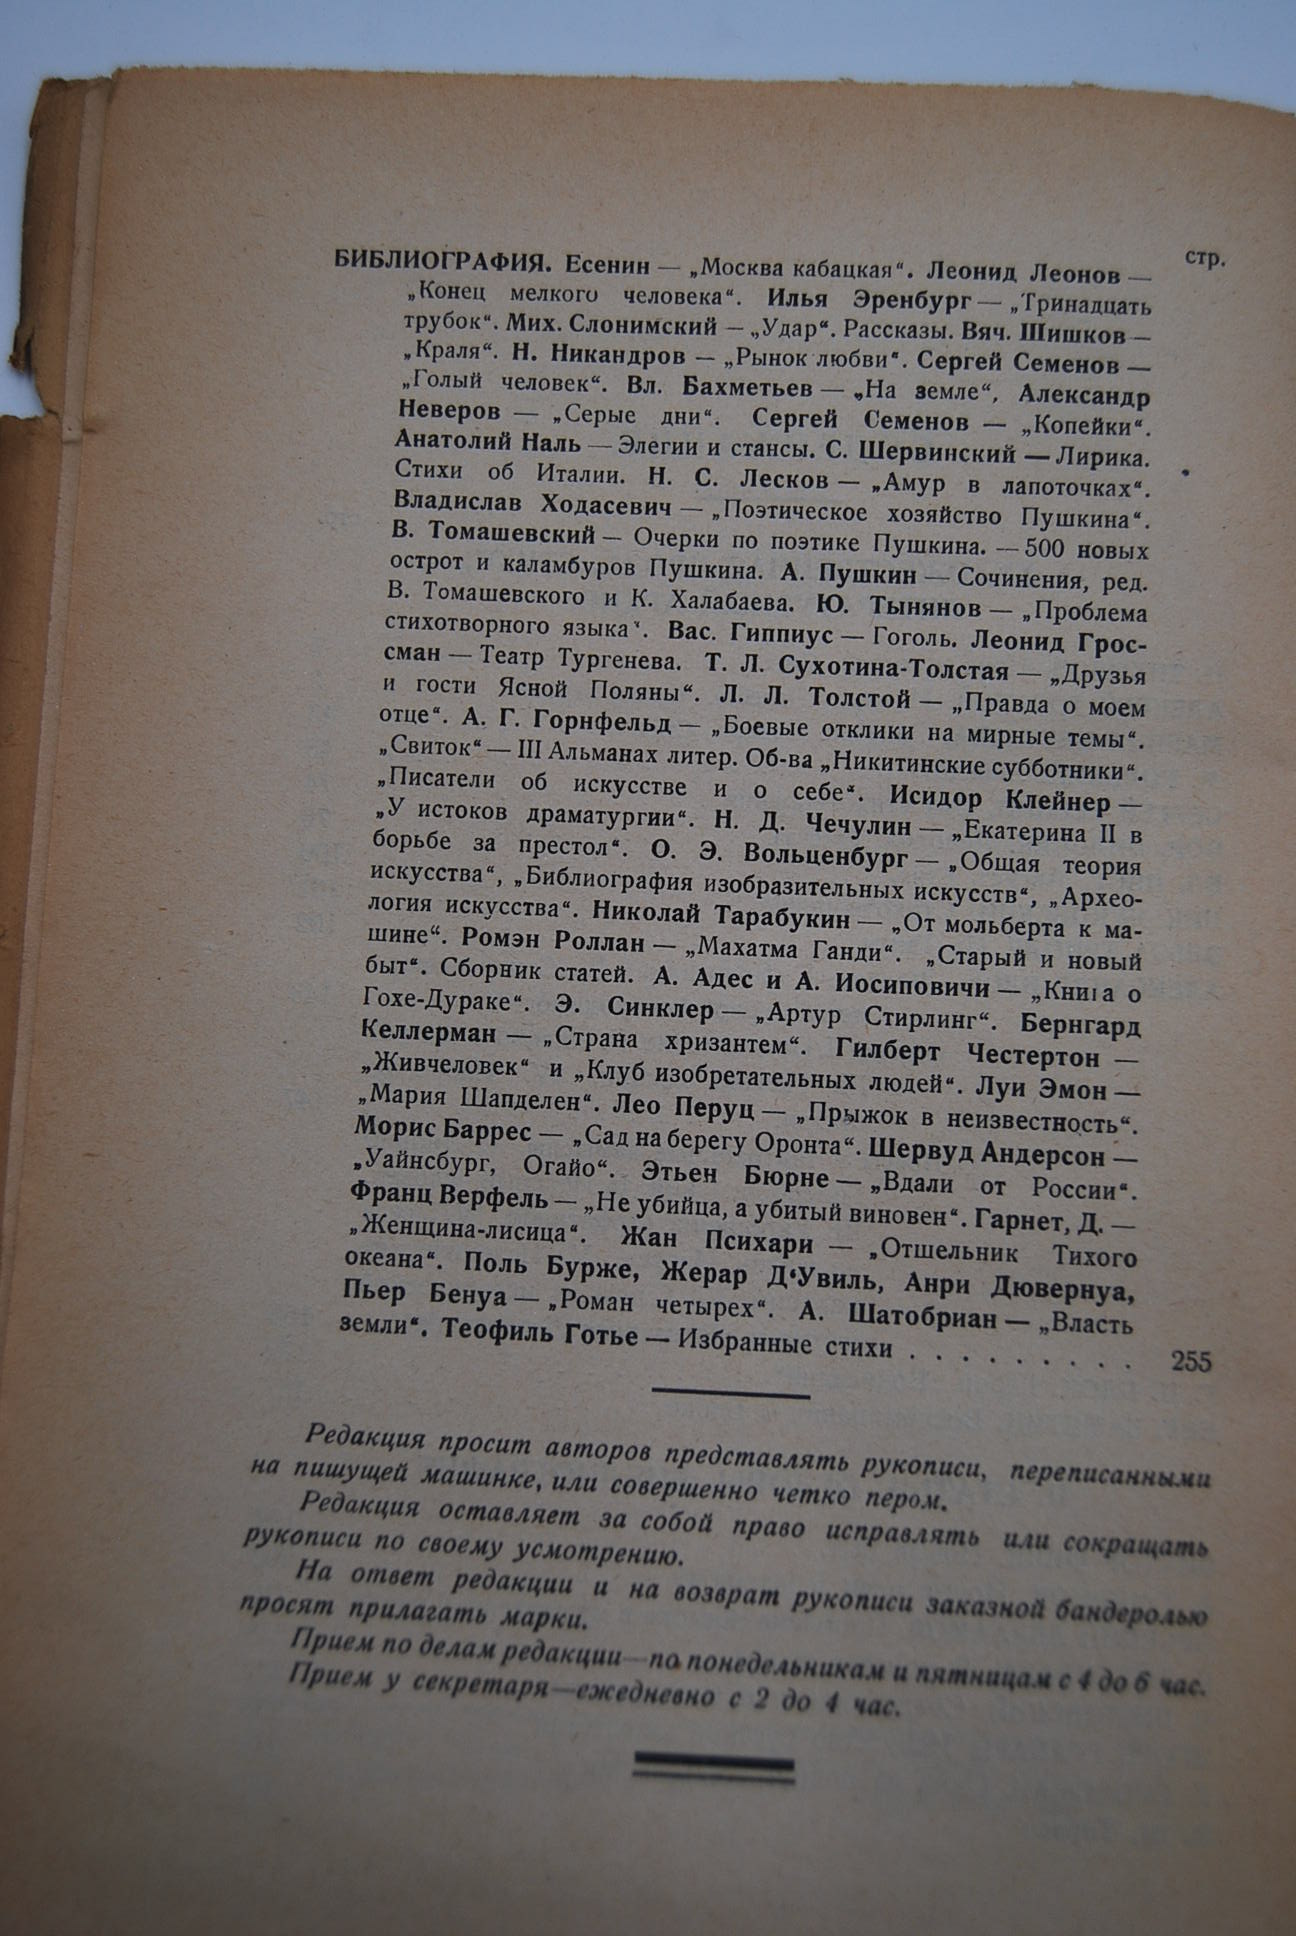 стр.
БИБЛИОГРАФИЯ. Есенин — „Москва кабацкая“. Леонид Леонов —
„Конец мелкого человека“. Илья Эренбург — „Тринадцать
трубок“. Мих. Слонимский — „Удар“. Рассказы. Вяч. Шишков —
„Краля“. Н. Никандров — „Рынок любви“. Сергей Семенов —
„Голый человек“. Вл. Бахметьев — „На земле“, Александр
Неверов — „Серые дни“. Сергей Семенов — „Копейки“.
Анатолий Наль — Элегии и стансы. С. Шервинский — Лирика.
Стихи об Италии. Н. С. Лесков — „Амур в лапоточках“.
Владислав Ходасевич — „Поэтическое хозяйство Пушкина“.
В. Томашевский — Очерки по поэтике Пушкина. — 500 новых
острот и каламбуров Пушкина. А. Пушкин — Сочинения, ред.
В. Томашевского и К. Халабаева. Ю. Тынянов — „Проблема
стихотворного языка“. Вас. Гиппиус — Гоголь. Леонид Грос-
сман — Театр Тургенева. Т. Л. Сухотина-Толстая — „Друзья
и гости Ясной Поляны“. Л. Л. Толстой — „Правда о моем
отце“. А. Г. Горнфельд — „Боевые отклики на мирные темы“.
„Свиток“ — III Альманах литер. Об-ва „Никитинские субботники“.
„Писатели об искусстве и о себе“. Исидор Клейнер —
„У истоков драматургии“. Н. Д. Чечулин — „Екатерина II в
борьбе за престол“. О. Э. Вольценбург — „Общая теория
искусства“, „Библиография изобразительных искусств“, „Архео-
логия искусства“. Николай Тарабукин — „От мольберта к ма-
шине“. Ромэн Роллан — „Махатма Ганди“. „Старый и новый
быт“. Сборник статей. А. Адес и А. Иосиповичи — „Книга о
Гохе-Дураке“. Э. Синклер — „Артур Стирлинг“. Бернгард
Келлерман — „Страна хризантем“. Гилберт Честертон —
„Живчеловек“ и „Клуб изобретательных людей“. Луи Эмон —
„Мария Шапделен“. Лео Перуц — „Прыжок в неизвестность“.
Морис Баррес — „Сад на берегу Оронта“. Шервуд Андерсон —
„Уайнсбург, Огайо“. Этьен Бюрне — „Вдали от России“.
Франц Верфель — „Не убийца, а убитый виновен“. Гарнет, Д. —
„Женщина-лисица“. Жан Психари — „Отшельник Тихого
океана“. Поль Бурже, Жерар Д‘Увиль, Анри Дювернуа,
Пьер Бенуа — „Роман четырех“. А. Шатобриан — „Власть
земли“. Теофиль Готье — Избранные стихи . . . . . . . . . . 255
Редакция просит авторов представлять рукописи, переписанными
на пишущей машинке, или совершенно четко пером.
Редакция оставляет за собой право исправлять или сокращать
рукописи по своему усмотрению.
На ответ редакции и на возврат рукописи заказной бандеролью
просят прилагать марки.
Прием по делам редакции—по понедельникам и пятницам с 4 до 6 час.
Прием у секретаря—ежедневно с 2 до 4 час.